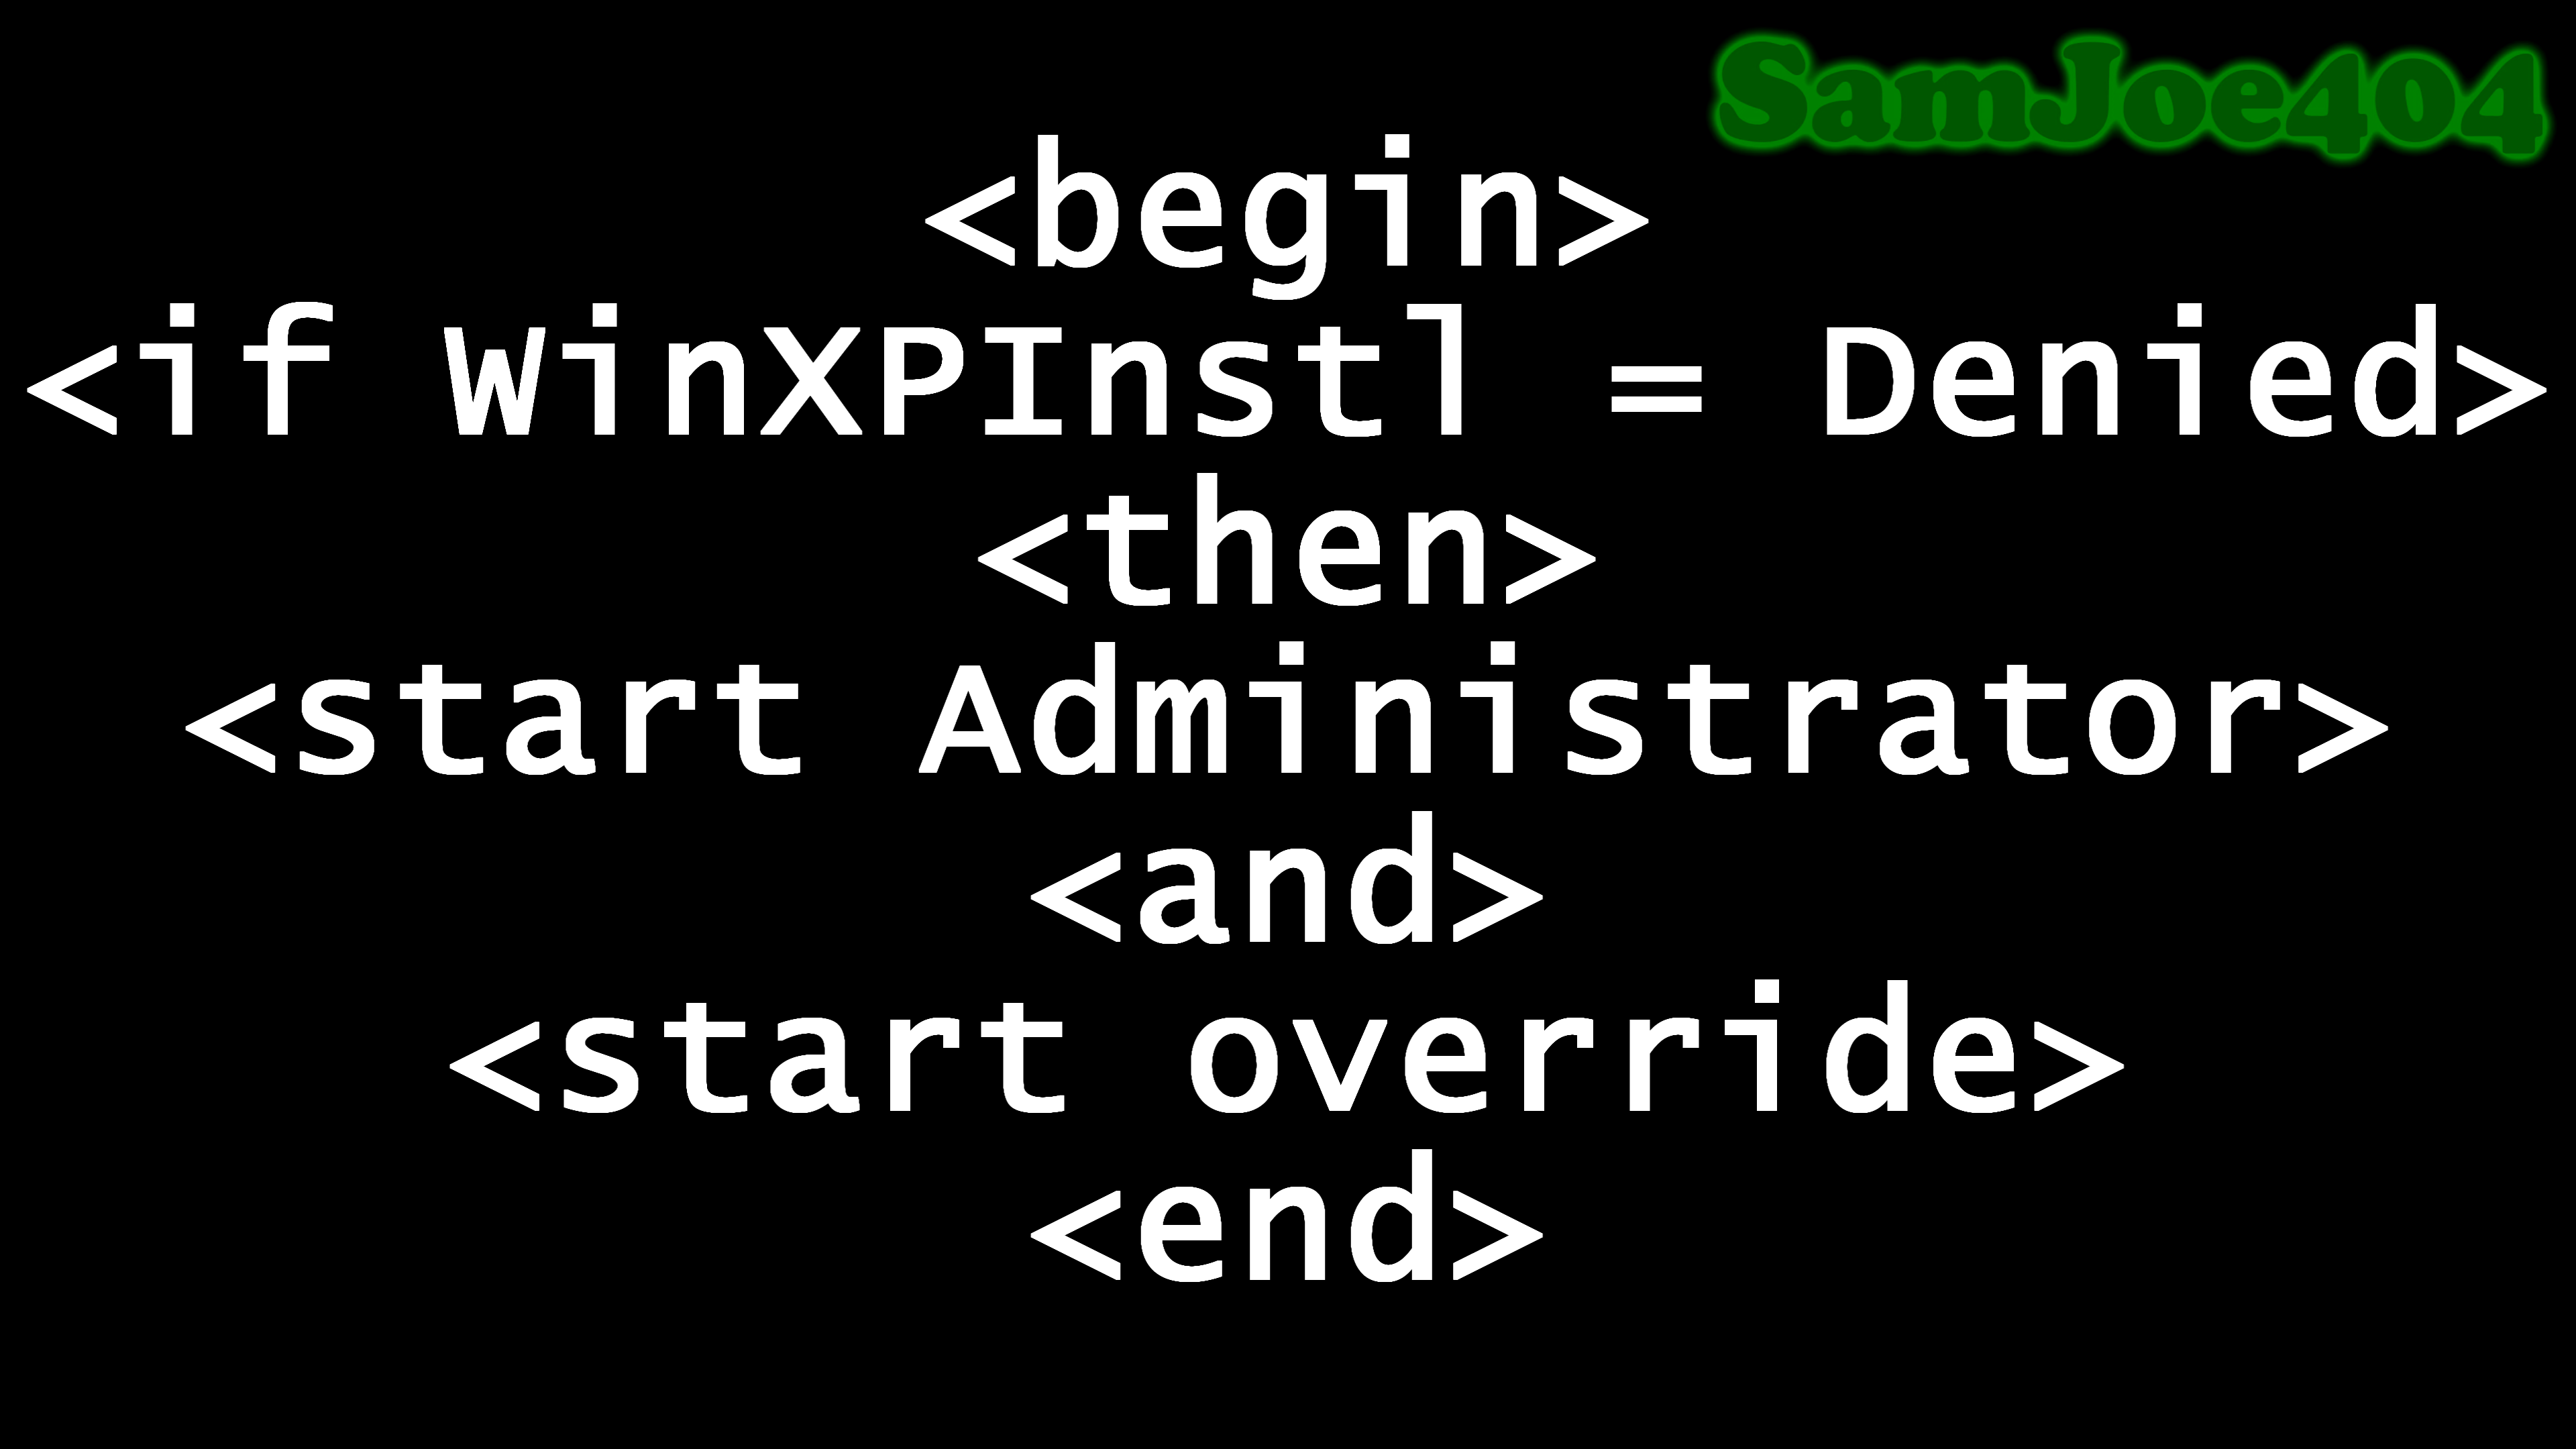 SamJoe404
<begin>
<if WinXPInstl = Denied>
<then>
<start Administrator>
<and>
<start override>
<end>